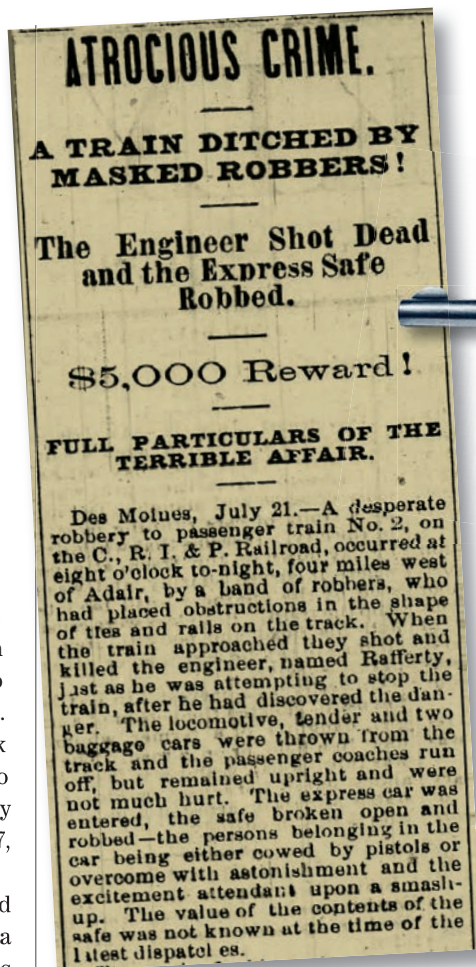 ATROCIOUS CRIME.
A TRAIN DITCHED BY
MASKED ROBBERS!
The Engineer Shot Dead
and the Express Safe
Robbed.
$5,000 Reward!
FULL PARTICULARS OF THE
TERRIBLE AFFAIR.
Des Moines, July 21.—A desperate
robbery to passenger train No. 2, on
the C., R. I. & P. Railroad, occurred at
eight o'clock to-night, four miles west
of Adair, by a band of robbers, who
had placed obstructions in the shape
of ties and rails on the track. When
the train approached they shot and
killed the engineer, named Rafferty,
just as he was attempting to stop the
train, after he had discovered the dan-
ger. The locomotive, tender and two
baggage cars were thrown from the
track and the passenger coaches run
off, but remained upright and were
not much hurt. The express car was
entered, the safe broken open and
robbed—the persons belonging in the
car being either cowed by pistols or
overcome with astonishment and the
excitement attendant upon a smash-
up. The value of the contents of the
safe was not known at the time of the
latest dispatches.